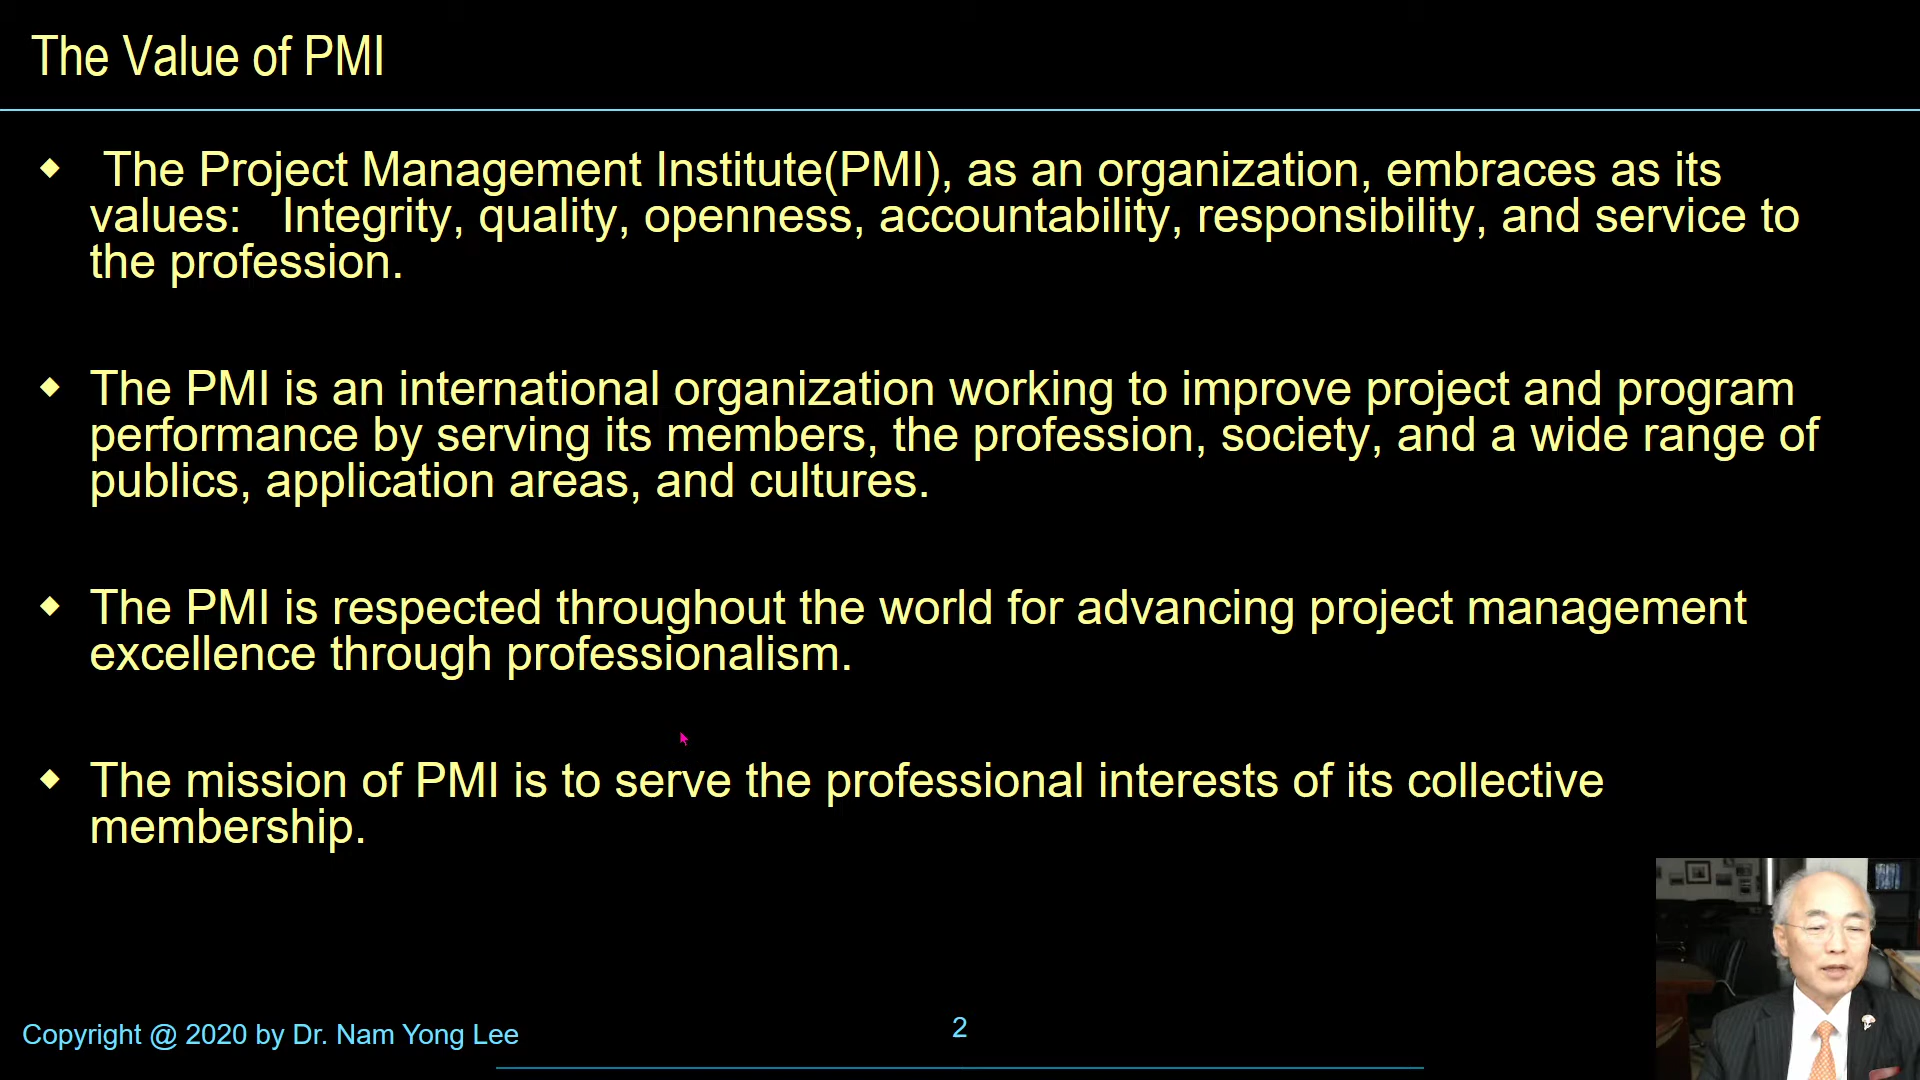 The Value of PMI
◆ The Project Management Institute(PMI), as an organization, embraces as its
values:   Integrity, quality, openness, accountability, responsibility, and service to
the profession.
◆ The PMI is an international organization working to improve project and program
performance by serving its members, the profession, society, and a wide range of
publics, application areas, and cultures.
◆ The PMI is respected throughout the world for advancing project management
excellence through professionalism.
◆ The mission of PMI is to serve the professional interests of its collective
membership.
Copyright @ 2020 by Dr. Nam Yong Lee
2